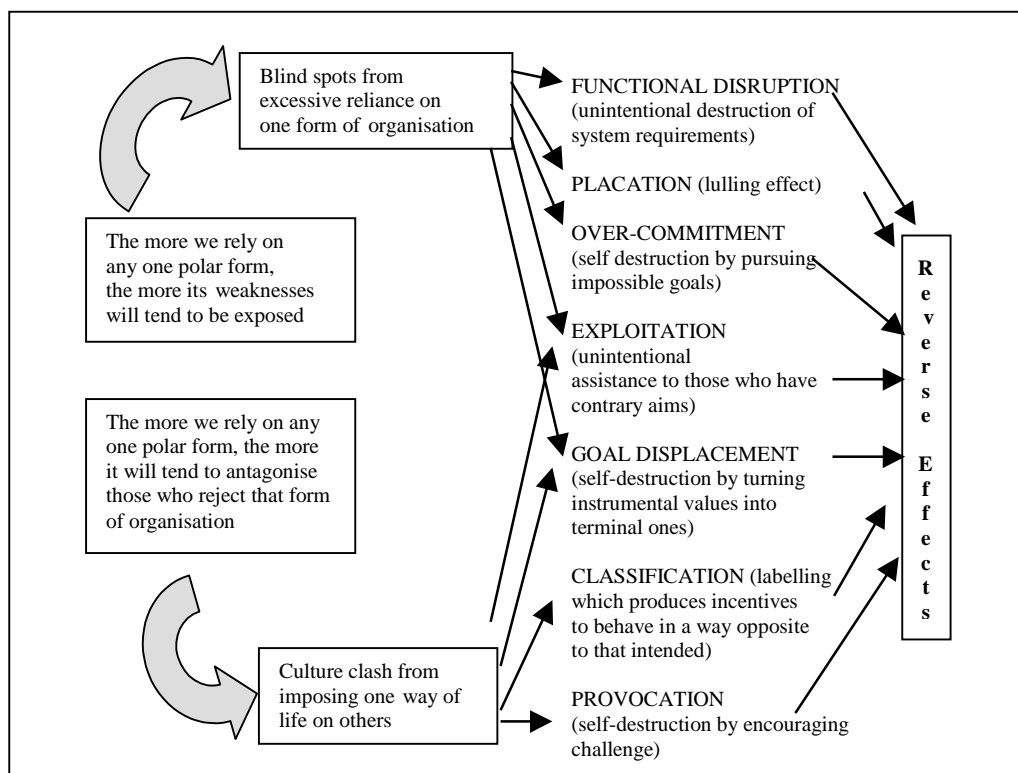 Blind spots from
excessive reliance on
one form of organisation
The more we rely on
any one polar form,
the more its weaknesses
will tend to be exposed
The more we rely on any
one polar form, the more
it will tend to antagonise
those who reject that form
of organisation
Culture clash from
imposing one way of
life on others
FUNCTIONAL DISRUPTION
(unintentional destruction of
system requirements)
PLACATION (lulling effect)
OVER-COMMITMENT
(self destruction by pursuing
impossible goals)
EXPLOITATION
(unintentional
assistance to those who have
contrary aims)
GOAL DISPLACEMENT
(self-destruction by turning
instrumental values into
terminal ones)
CLASSIFICATION (labelling
which produces incentives
to behave in a way opposite
to that intended)
PROVOCATION
(self-destruction by encouraging
challenge)
Reverse Effects